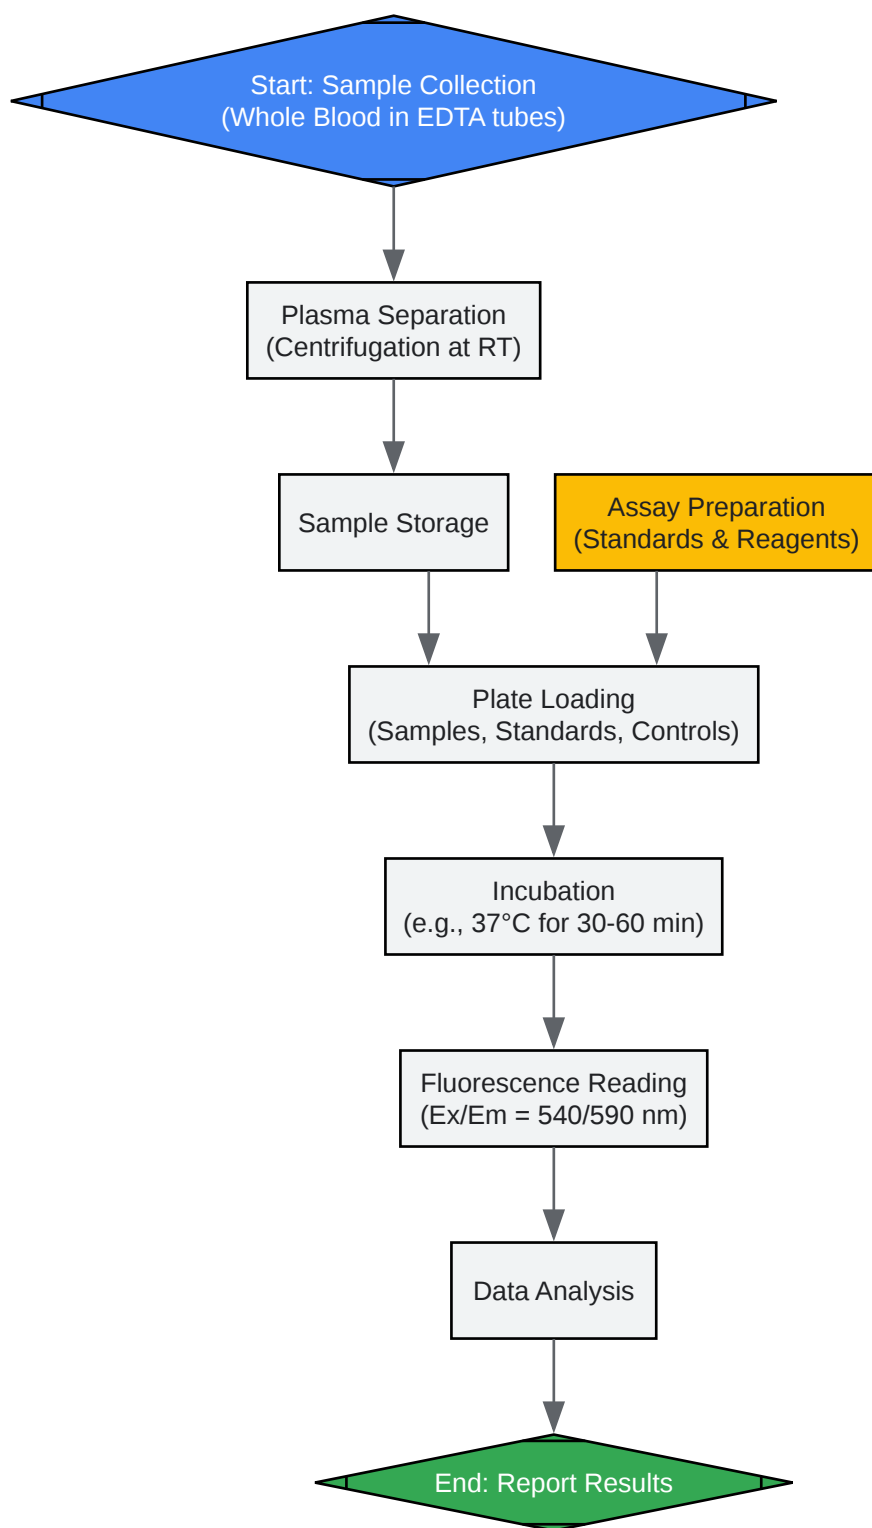 Start: Sample Collection
(Whole Blood in EDTA tubes)
Plasma Separation
(Centrifugation at RT)
Sample Storage
Assay Preparation
(Standards & Reagents)
Plate Loading
(Samples, Standards, Controls)
Incubation
(e.g., 37°C for 30-60 min)
Fluorescence Reading
(Ex/Em = 540/590 nm)
Data Analysis
End: Report Results